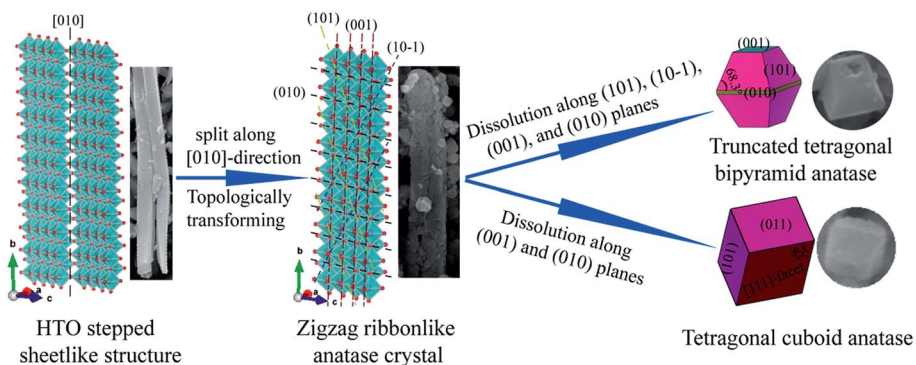 [010]
HTO stepped
sheetlike structure
b
a
c
split along
[010]-direction
Topologically
transforming
(101)
(001)
(10-1)
(010)
b
a
c
Zigzag ribbonlike
anatase crystal
Dissolution along (101), (10-1),
(001), and (010) planes
Dissolution along
(001) and (010) planes
(001)
(101)
68.3°
(010)
Truncated tetragonal
bipyramid anatase
(011)
(101)
[111]-facet
Tetragonal cuboid anatase